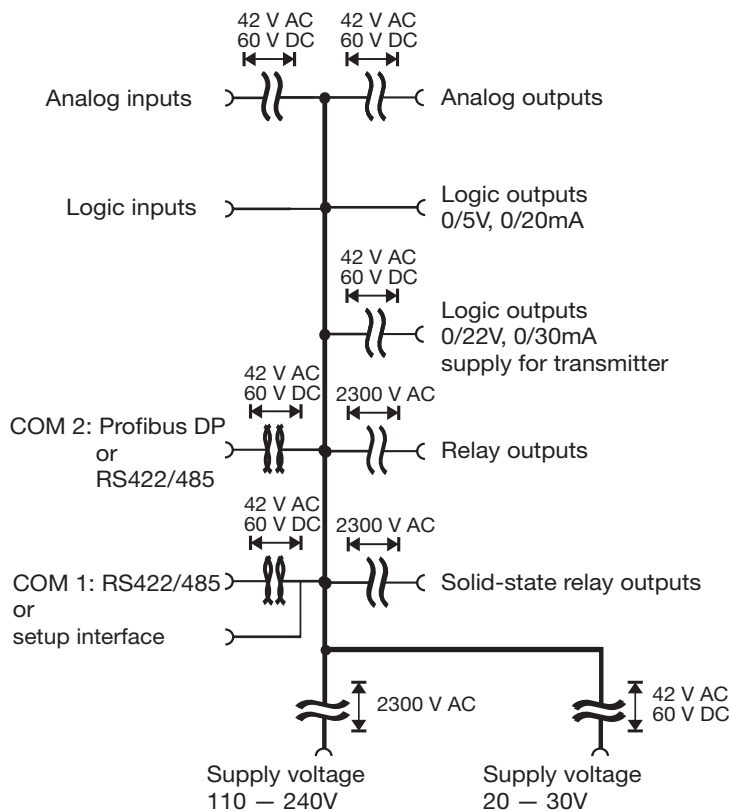 42 V AC
60 V DC
42 V AC
60 V DC
Analog inputs
Analog outputs
Logic inputs
Logic outputs
0/5V, 0/20mA
42 V AC
60 V DC
Logic outputs
0/22V, 0/30mA
supply for transmitter
42 V AC
60 V DC
2300 V AC
COM 2: Profibus DP
or
RS422/485
Relay outputs
42 V AC
60 V DC
2300 V AC
COM 1: RS422/485
or
setup interface
Solid-state relay outputs
2300 V AC
42 V AC
60 V DC
Supply voltage
110 — 240V
Supply voltage
20 — 30V